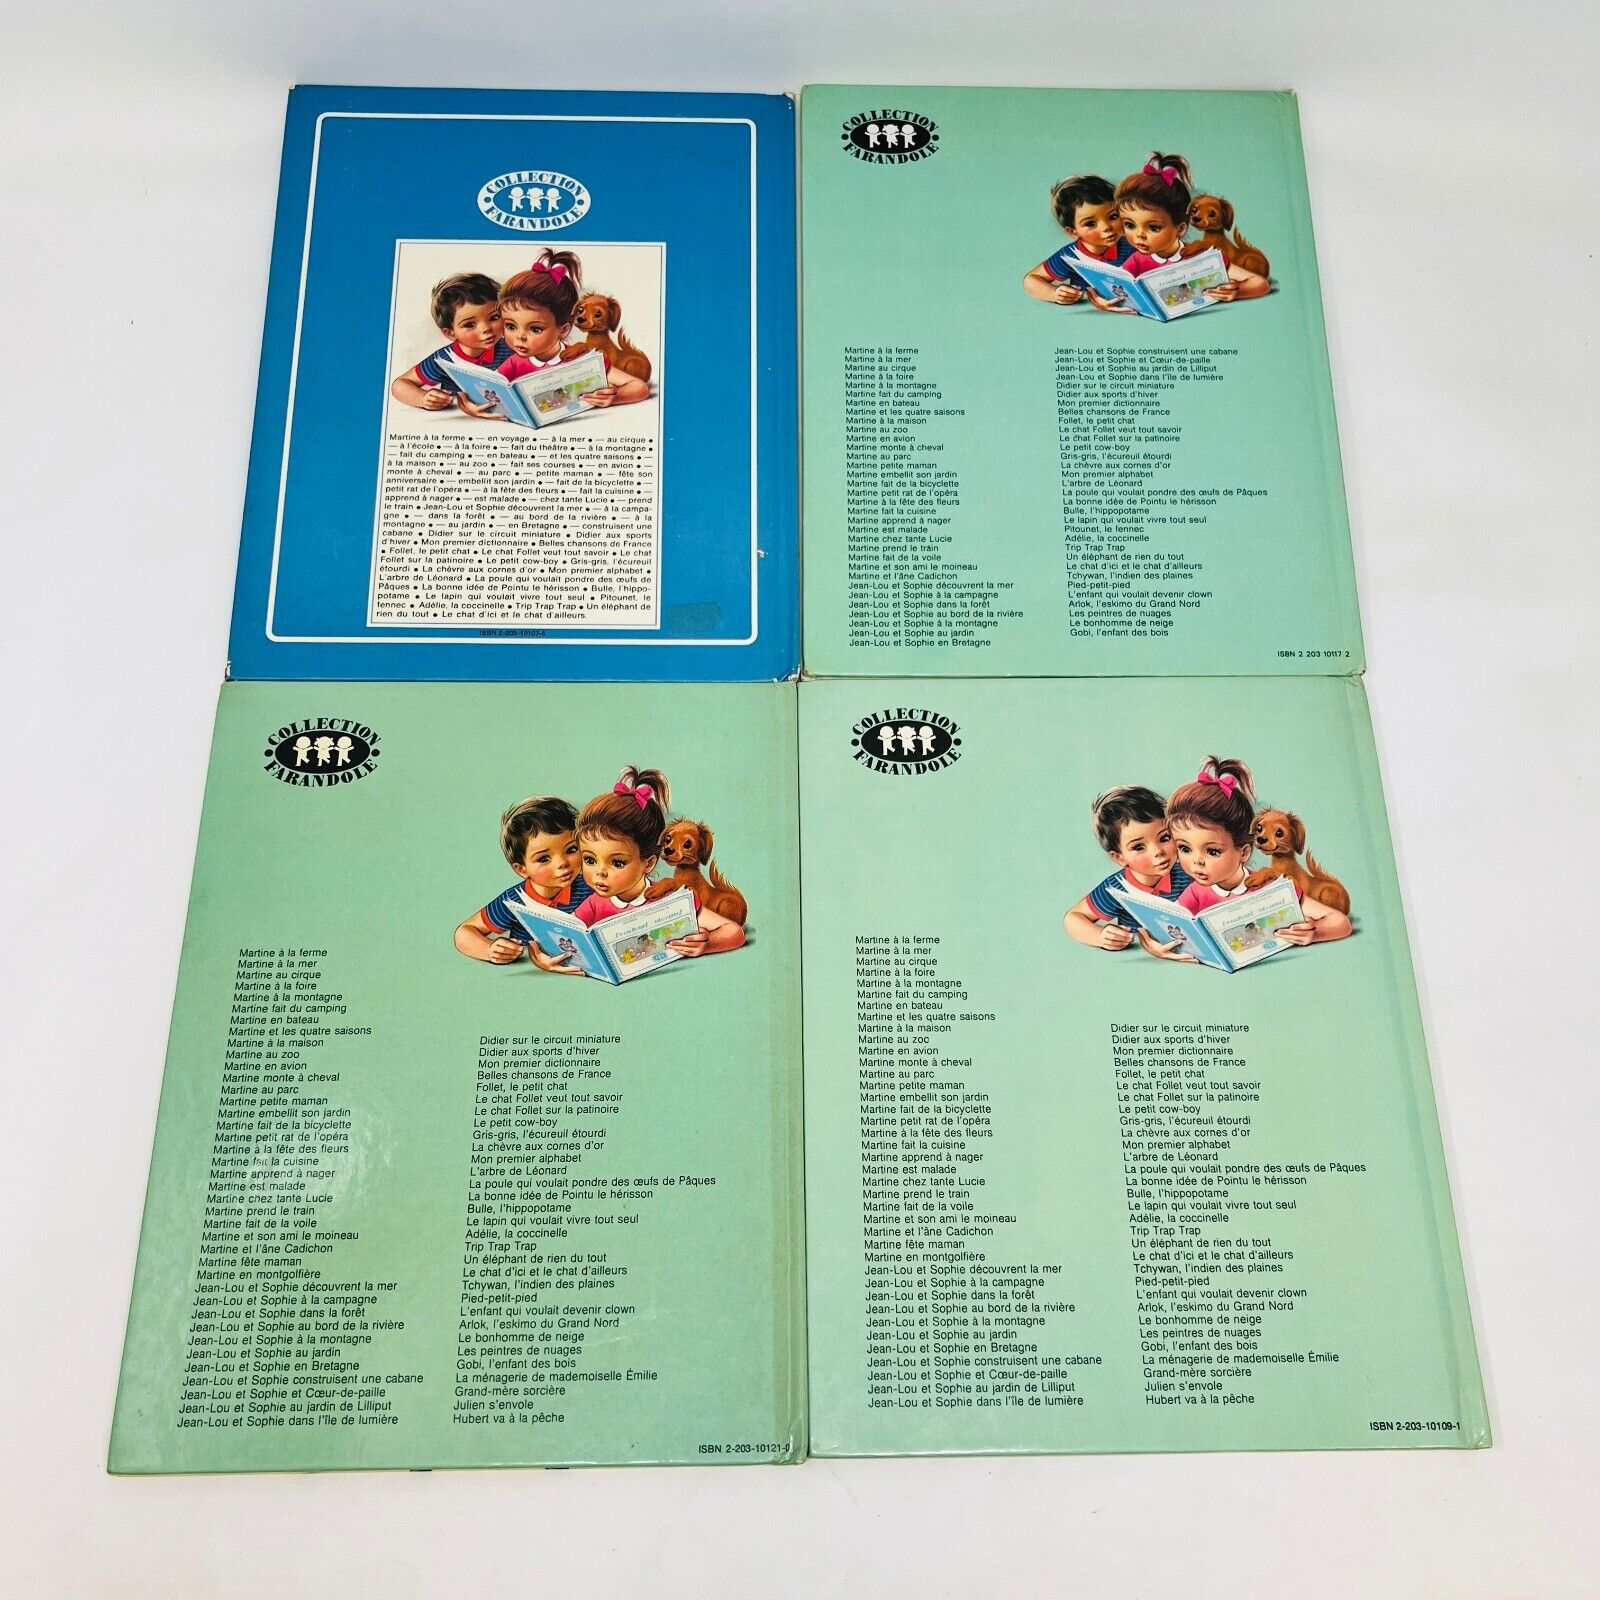 COLLECTION
FARANDOLE
Martine à la ferme • — en voyage • — à la mer • — au cirque •
— à l'école • — à la foire • — fait du théâtre • — à la montagne •
— fait du camping • — en bateau • — et les quatre saisons • —
à la maison • — au zoo • — fait ses courses • — en avion • —
monte à cheval • — au parc • — petite maman • — fête son
anniversaire • — embellit son jardin • — fait de la bicyclette • —
petit rat de l'opéra • — à la fête des fleurs • — fait la cuisine • —
apprend à nager • — est malade • — chez tante Lucie • — prend
le train • Jean-Lou et Sophie découvrent la mer • — à la campa-
gne • — dans la forêt • — au bord de la rivière • — à la
montagne • — au jardin • — en Bretagne • — construisent une
cabane • Didier sur le circuit miniature • Didier aux sports
d'hiver • Mon premier dictionnaire • Belles chansons de France
• Follet, le petit chat • Le chat Follet veut tout savoir • Le chat
Follet sur la patinoire • Le petit cow-boy • Gris-gris, l'écureuil
étourdi • La chèvre aux cornes d'or • Mon premier alphabet •
L'arbre de Léonard • La poule qui voulait pondre des œufs de
Pâques • La bonne idée de Pointu le hérisson • Bulle, l'hippo-
potame • Le lapin qui voulait vivre tout seul • Pitounet, le
fennec • Adélie, la coccinelle • Trip Trap Trap • Un éléphant de
rien du tout • Le chat d'ici et le chat d'ailleurs.
ISBN 2-203-10107-5
COLLECTION
FARANDOLE
Martine à la ferme
Martine à la mer
Martine au cirque
Martine à la foire
Martine à la montagne
Martine fait du camping
Martine en bateau
Martine et les quatre saisons
Martine à la maison
Martine au zoo
Martine en avion
Martine monte à cheval
Martine au parc
Martine petite maman
Martine embellit son jardin
Martine fait de la bicyclette
Martine petit rat de l'opéra
Martine à la fête des fleurs
Martine fait la cuisine
Martine apprend à nager
Martine est malade
Martine chez tante Lucie
Martine prend le train
Martine fait de la voile
Martine et son ami le moineau
Martine et l'âne Cadichon
Jean-Lou et Sophie découvrent la mer
Jean-Lou et Sophie à la campagne
Jean-Lou et Sophie dans la forêt
Jean-Lou et Sophie au bord de la rivière
Jean-Lou et Sophie à la montagne
Jean-Lou et Sophie au jardin
Jean-Lou et Sophie en Bretagne
Jean-Lou et Sophie construisent une cabane
Jean-Lou et Sophie et Cœur-de-paille
Jean-Lou et Sophie au jardin de Lilliput
Jean-Lou et Sophie dans l'île de lumière
Didier sur le circuit miniature
Didier aux sports d'hiver
Mon premier dictionnaire
Belles chansons de France
Follet, le petit chat
Le chat Follet veut tout savoir
Le chat Follet sur la patinoire
Le petit cow-boy
Gris-gris, l'écureuil étourdi
La chèvre aux cornes d'or
Mon premier alphabet
L'arbre de Léonard
La poule qui voulait pondre des œufs de Pâques
La bonne idée de Pointu le hérisson
Bulle, l'hippopotame
Le lapin qui voulait vivre tout seul
Pitounet, le fennec
Adélie, la coccinelle
Trip Trap Trap
Un éléphant de rien du tout
Le chat d'ici et le chat d'ailleurs
Tchywan, l'indien des plaines
Pied-petit-pied
L'enfant qui voulait devenir clown
Arlok, l'eskimo du Grand Nord
Les peintres de nuages
Le bonhomme de neige
Gobi, l'enfant des bois
ISBN 2 203 10117 2
COLLECTION
FARANDOLE
Martine à la ferme
Martine à la mer
Martine au cirque
Martine à la foire
Martine à la montagne
Martine fait du camping
Martine en bateau
Martine et les quatre saisons
Martine à la maison
Martine au zoo
Martine en avion
Martine monte à cheval
Martine au parc
Martine petite maman
Martine embellit son jardin
Martine fait de la bicyclette
Martine petit rat de l'opéra
Martine à la fête des fleurs
Martine fait la cuisine
Martine apprend à nager
Martine est malade
Martine chez tante Lucie
Martine prend le train
Martine fait de la voile
Martine et son ami le moineau
Martine et l'âne Cadichon
Martine fête maman
Martine en montgolfière
Jean-Lou et Sophie découvrent la mer
Jean-Lou et Sophie à la campagne
Jean-Lou et Sophie dans la forêt
Jean-Lou et Sophie au bord de la rivière
Jean-Lou et Sophie à la montagne
Jean-Lou et Sophie au jardin
Jean-Lou et Sophie en Bretagne
Jean-Lou et Sophie construisent une cabane
Jean-Lou et Sophie et Cœur-de-paille
Jean-Lou et Sophie au jardin de Lilliput
Jean-Lou et Sophie dans l'île de lumière
Didier sur le circuit miniature
Didier aux sports d'hiver
Mon premier dictionnaire
Belles chansons de France
Follet, le petit chat
Le chat Follet veut tout savoir
Le chat Follet sur la patinoire
Le petit cow-boy
Gris-gris, l'écureuil étourdi
La chèvre aux cornes d'or
Mon premier alphabet
L'arbre de Léonard
La poule qui voulait pondre des œufs de Pâques
La bonne idée de Pointu le hérisson
Bulle, l'hippopotame
Le lapin qui voulait vivre tout seul
Adélie, la coccinelle
Trip Trap Trap
Un éléphant de rien du tout
Le chat d'ici et le chat d'ailleurs
Tchywan, l'indien des plaines
Pied-petit-pied
L'enfant qui voulait devenir clown
Arlok, l'eskimo du Grand Nord
Le bonhomme de neige
Les peintres de nuages
Gobi, l'enfant des bois
La ménagerie de mademoiselle Émilie
Grand-mère sorcière
Julien s'envole
Hubert va à la pêche
ISBN 2-203-10121-0
COLLECTION
FARANDOLE
Martine à la ferme
Martine à la mer
Martine au cirque
Martine à la foire
Martine à la montagne
Martine fait du camping
Martine en bateau
Martine et les quatre saisons
Martine à la maison
Martine au zoo
Martine en avion
Martine monte à cheval
Martine au parc
Martine petite maman
Martine embellit son jardin
Martine fait de la bicyclette
Martine petit rat de l'opéra
Martine à la fête des fleurs
Martine fait la cuisine
Martine apprend à nager
Martine est malade
Martine chez tante Lucie
Martine prend le train
Martine fait de la voile
Martine et son ami le moineau
Martine et l'âne Cadichon
Martine fête maman
Martine en montgolfière
Jean-Lou et Sophie découvrent la mer
Jean-Lou et Sophie à la campagne
Jean-Lou et Sophie dans la forêt
Jean-Lou et Sophie au bord de la rivière
Jean-Lou et Sophie à la montagne
Jean-Lou et Sophie au jardin
Jean-Lou et Sophie en Bretagne
Jean-Lou et Sophie construisent une cabane
Jean-Lou et Sophie et Cœur-de-paille
Jean-Lou et Sophie au jardin de Lilliput
Jean-Lou et Sophie dans l'île de lumière
Didier sur le circuit miniature
Didier aux sports d'hiver
Mon premier dictionnaire
Belles chansons de France
Follet, le petit chat
Le chat Follet veut tout savoir
Le chat Follet sur la patinoire
Le petit cow-boy
Gris-gris, l'écureuil étourdi
La chèvre aux cornes d'or
Mon premier alphabet
L'arbre de Léonard
La poule qui voulait pondre des œufs de Pâques
La bonne idée de Pointu le hérisson
Bulle, l'hippopotame
Le lapin qui voulait vivre tout seul
Adélie, la coccinelle
Trip Trap Trap
Un éléphant de rien du tout
Le chat d'ici et le chat d'ailleurs
Tchywan, l'indien des plaines
Pied-petit-pied
L'enfant qui voulait devenir clown
Arlok, l'eskimo du Grand Nord
Le bonhomme de neige
Les peintres de nuages
Gobi, l'enfant des bois
La ménagerie de mademoiselle Émilie
Grand-mère sorcière
Julien s'envole
Hubert va à la pêche
ISBN 2-203-10109-1